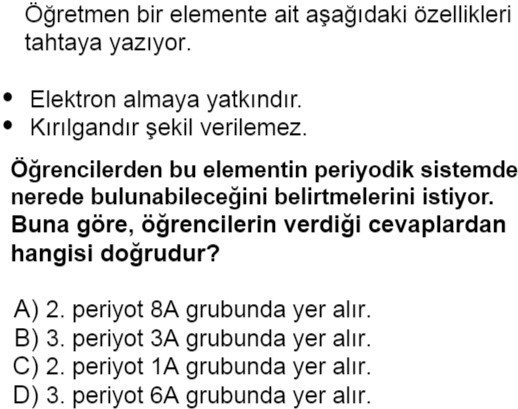 Öğretmen bir elemente ait aşağıdaki özellikleri
tahtaya yazıyor.
• Elektron almaya yatkındır.
• Kırılgandır şekil verilemez.
Öğrencilerden bu elementin periyodik sistemde
nerede bulunabileceğini belirtmelerini istiyor.
Buna göre, öğrencilerin verdiği cevaplardan
hangisi doğrudur?
A) 2. periyot 8A grubunda yer alır.
B) 3. periyot 3A grubunda yer alır.
C) 2. periyot 1A grubunda yer alır.
D) 3. periyot 6A grubunda yer alır.